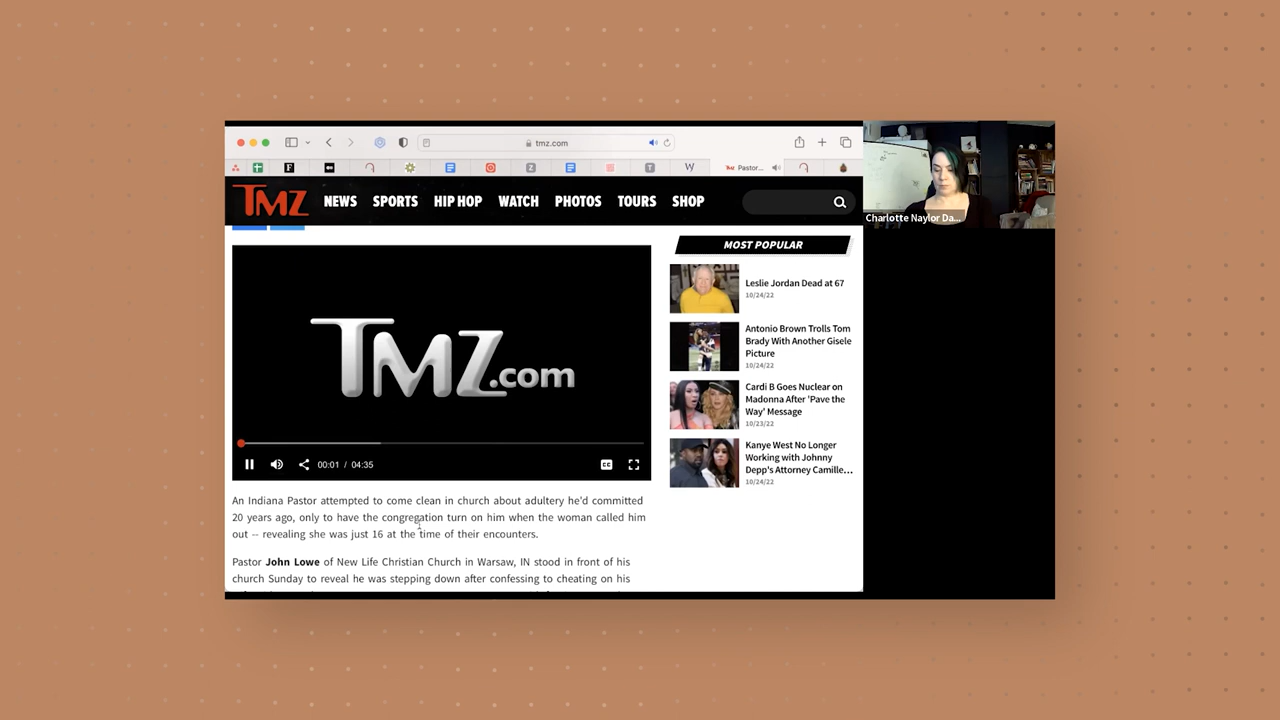 tmz.com
Pastor...
TMZ
NEWS
SPORTS
HIP HOP
WATCH
PHOTOS
TOURS
SHOP
Charlotte Naylor Da...
MOST POPULAR
Leslie Jordan Dead at 67
10/24/22
Antonio Brown Trolls Tom
Brady With Another Gisele
Picture
10/24/22
Cardi B Goes Nuclear on
Madonna After 'Pave the
Way' Message
10/23/22
Kanye West No Longer
Working with Johnny
Depp's Attorney Camille...
10/24/22
TMZ.com
00:01 / 04:35
CC
An Indiana Pastor attempted to come clean in church about adultery he'd committed
20 years ago, only to have the congregation turn on him when the woman called him
out -- revealing she was just 16 at the time of their encounters.
Pastor John Lowe of New Life Christian Church in Warsaw, IN stood in front of his
church Sunday to reveal he was stepping down after confessing to cheating on his